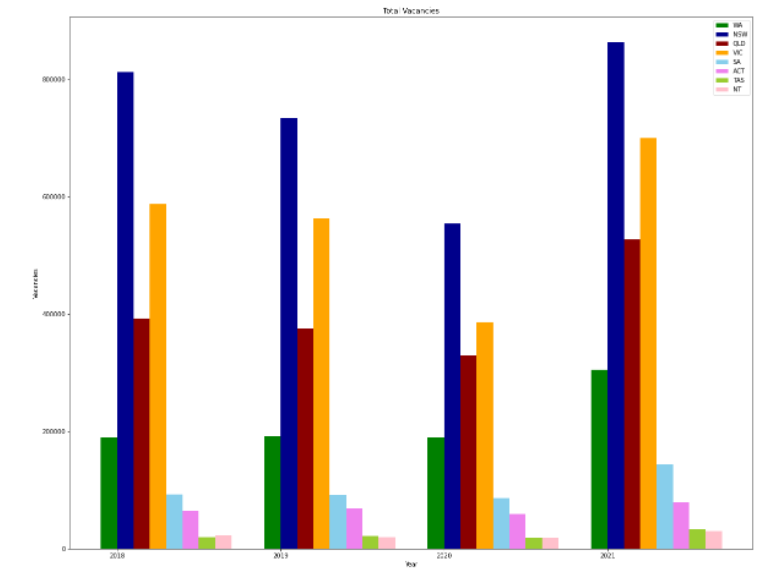 Total Vacancies
WA
NSW
QLD
VIC
SA
ACT
TAS
NT
800000
600000
400000
200000
0
Vacancies
2018
2019
2020
2021
Year